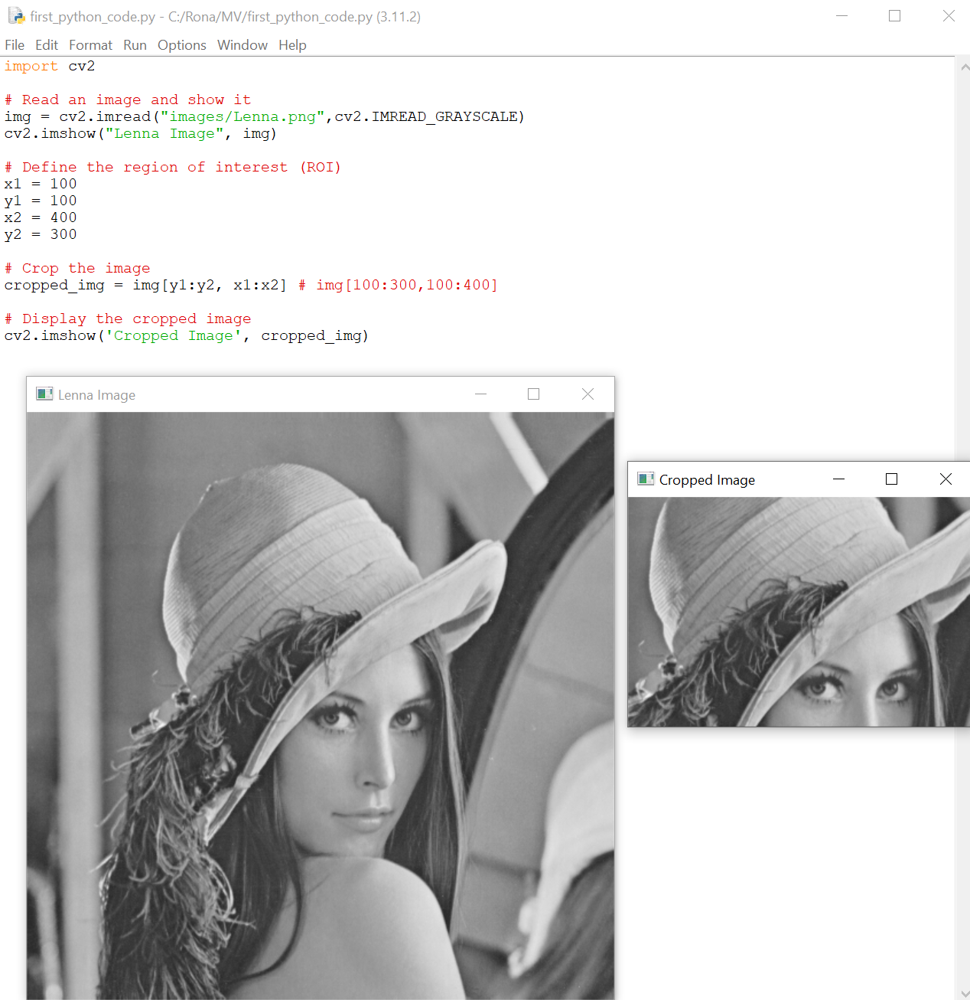 first_python_code.py - C:/Rona/MV/first_python_code.py (3.11.2)
File Edit Format Run Options Window Help
import cv2
# Read an image and show it
img = cv2.imread("images/Lenna.png",cv2.IMREAD_GRAYSCALE)
cv2.imshow("Lenna Image", img)
# Define the region of interest (ROI)
x1 = 100
y1 = 100
x2 = 400
y2 = 300
# Crop the image
cropped_img = img[y1:y2, x1:x2] # img[100:300,100:400]
# Display the cropped image
cv2.imshow('Cropped Image', cropped_img)
Lenna Image
Cropped Image